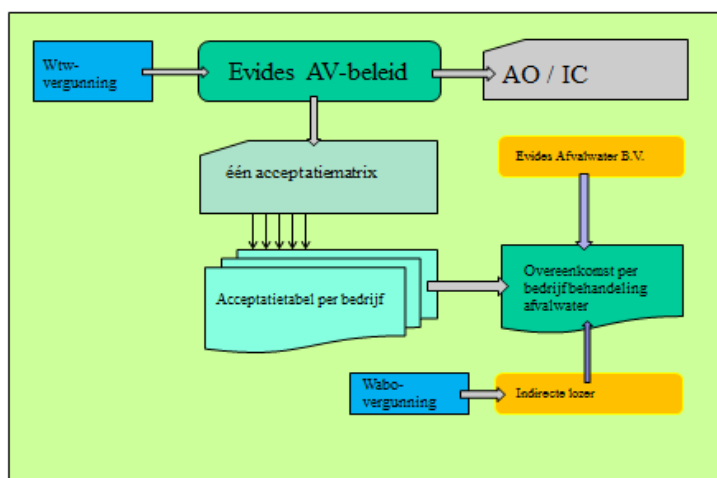 Wtw-
vergunning
Evides AV-beleid
AO / IC
één acceptatiematrix
Evides Afvalwater B.V.
Acceptatietabel per bedrijf
Overeenkomst per
bedrijf behandeling
afvalwater
Wabo-
vergunning
Indirecte lozer